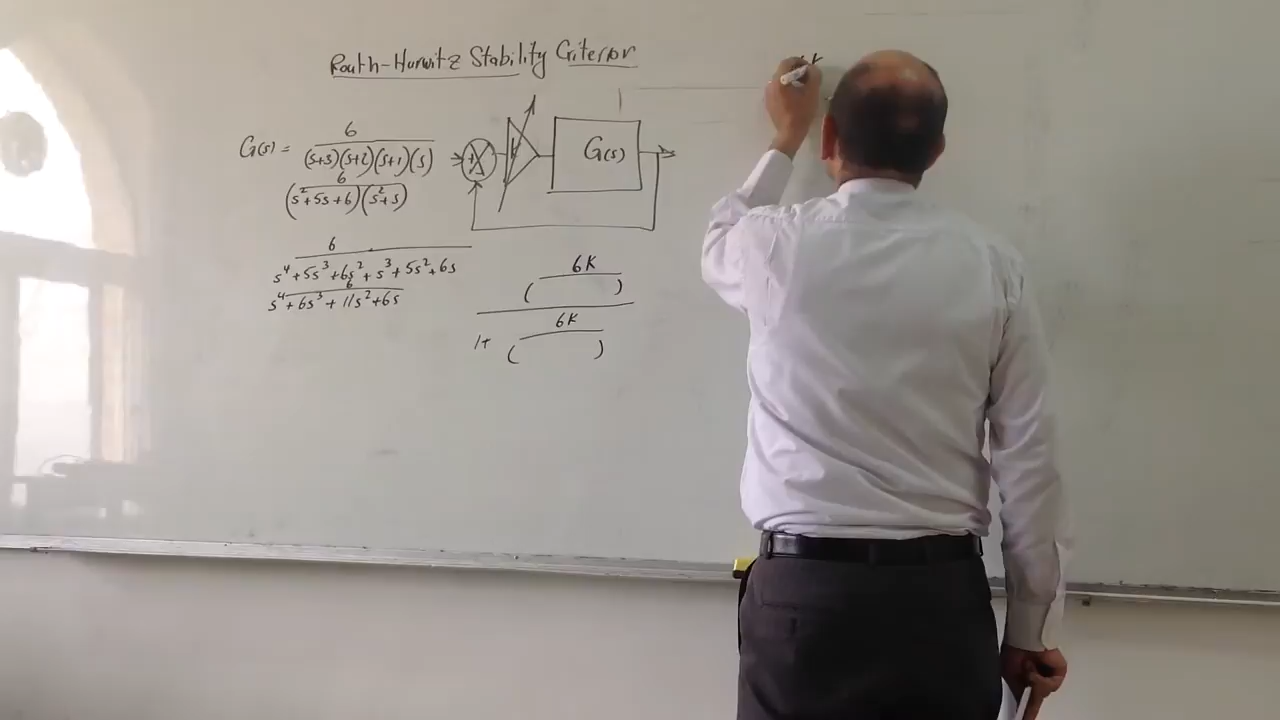 Routh-Hurwitz Stability Criterion
G(s) = 6 / (s+3)(s+2)(s+1)(s)
6 / (s²+5s+6)(s²+s)
6 / s⁴+5s³+6s²+s³+5s²+6s
6 / s⁴+6s³+11s²+6s
G(s)
6K
( )
1+ 6K
( )